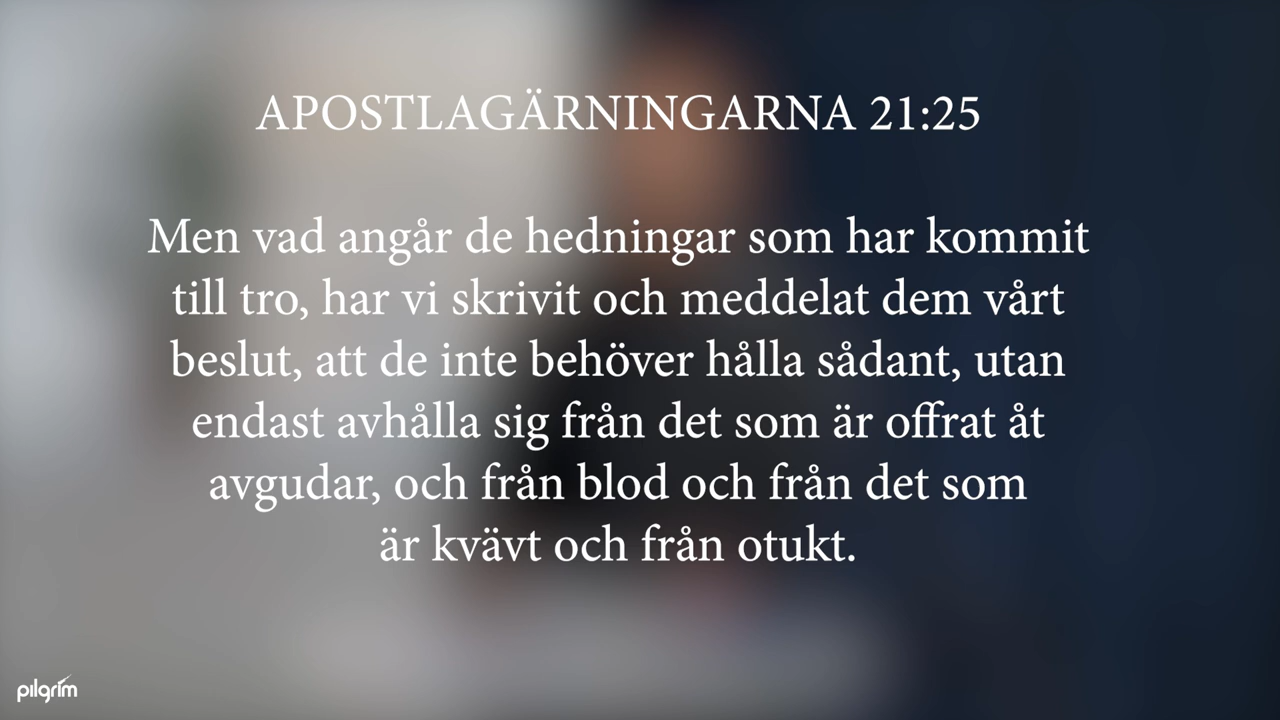 APOSTLAGÄRNINGARNA 21:25
Men vad angår de hedningar som har kommit
till tro, har vi skrivit och meddelat dem vårt
beslut, att de inte behöver hålla sådant, utan
endast avhålla sig från det som är offrat åt
avgudar, och från blod och från det som
är kvävt och från otukt.
pilgrim